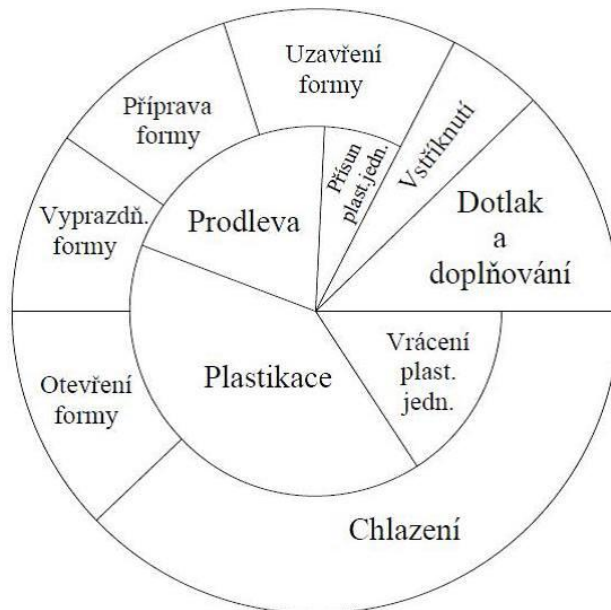 Uzavření
formy
Příprava
formy
Vyprazdň.
formy
Otevření
formy
Chlazení
Dotlak
a
doplňování
Vstříknutí
Přísun
plast.jedn.
Prodleva
Plastikace
Vrácení
plast.
jedn.